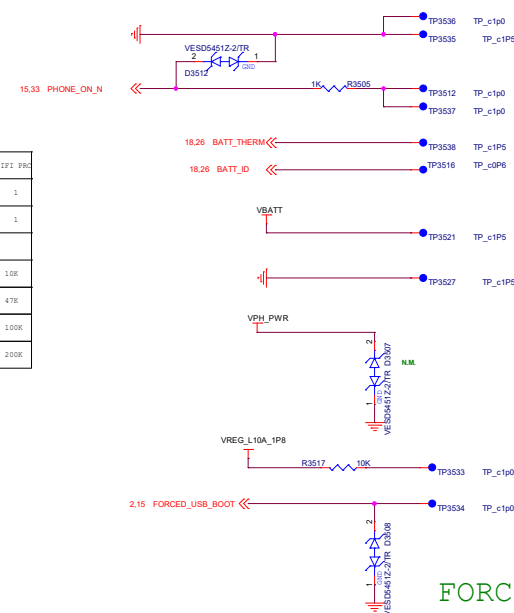 TP3536 TP_c1p0
TP3535 TP_c1P5
VESD5451Z-2/TR
2 1
GND
D3512
15,33 PHONE_ON_N
1K R3505
TP3512 TP_c1p0
TP3537 TP_c1p0
18,26 BATT_THERM
TP3538 TP_c1P5
18,26 BATT_ID
TP3516 TP_c0P6
IFI PRO
1
1
10K
47K
100K
200K
VBATT
TP3521 TP_c1P5
TP3527 TP_c1P5
VPH_PWR
2
VESD5451Z-2/TR D3507
GND
1
N.M.
VREG_L10A_1P8
R3517 10K
TP3533 TP_c1p0
2,15 FORCED_USB_BOOT
TP3534 TP_c1p0
2
VESD5451Z-2/TR D3508
GND
1
FORC